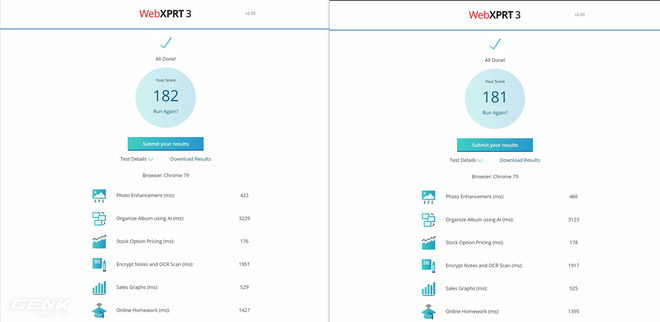 WebXPRT 3
v2.93
All Done!
Your Score
182
Run Again?
Submit your results
Test Details
Download Results
Browser: Chrome 79
Photo Enhancement (ms): 422
Organize Album using AI (ms): 3229
Stock Option Pricing (ms): 176
Encrypt Notes and OCR Scan (ms): 1951
Sales Graphs (ms): 529
Online Homework (ms): 1427
GENK
WebXPRT 3
v2.93
All Done!
Your Score
181
Run Again?
Submit your results
Test Details
Download Results
Browser: Chrome 79
Photo Enhancement (ms): 466
Organize Album using AI (ms): 3123
Stock Option Pricing (ms): 178
Encrypt Notes and OCR Scan (ms): 1917
Sales Graphs (ms): 525
Online Homework (ms): 1395